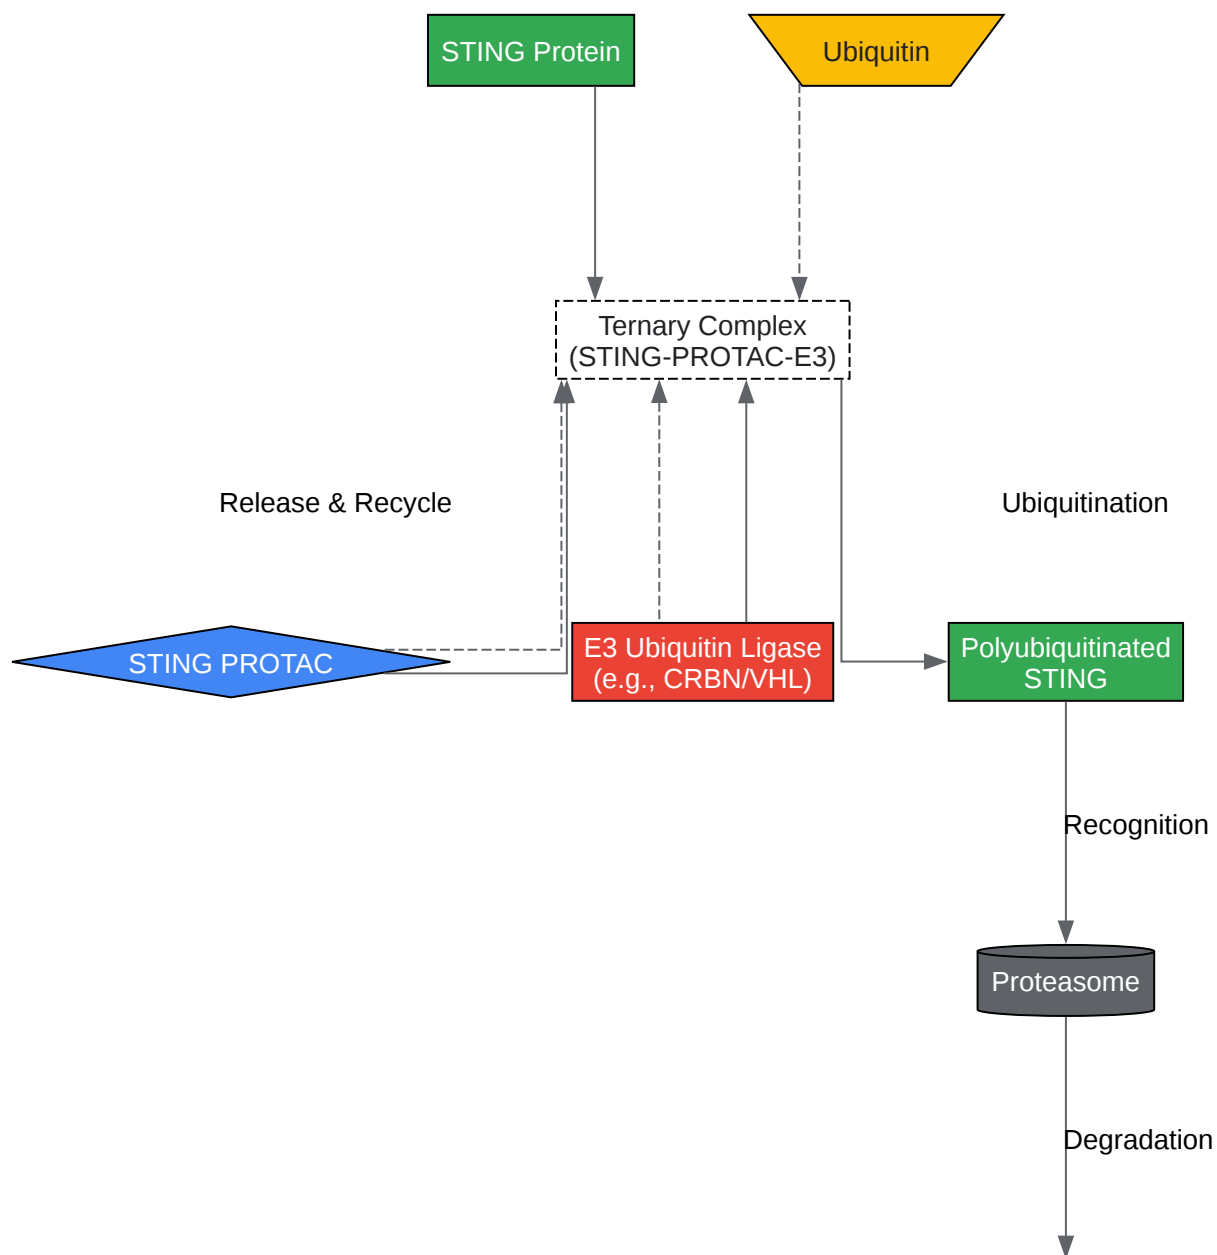 STING Protein
Ubiquitin
Ternary Complex
(STING-PROTAC-E3)
Release & Recycle
Ubiquitination
STING PROTAC
E3 Ubiquitin Ligase
(e.g., CRBN/VHL)
Polyubiquitinated
STING
Recognition
Proteasome
Degradation